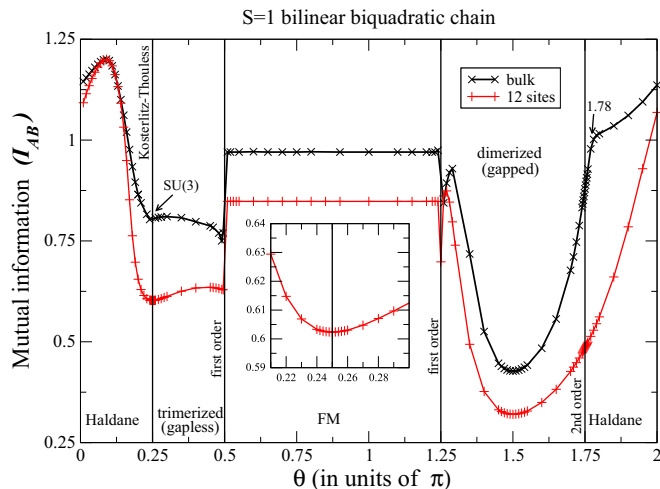 S=1 bilinear biquadratic chain
Mutual information (I_AB)
1.25
1
0.75
0.5
0.25
Kosterlitz-Thouless
SU(3)
bulk
12 sites
1.78
dimerized
(gapped)
0.64
0.63
0.62
0.61
0.60
0.59
0.22
0.24
0.26
0.28
first order
first order
2nd order
Haldane
trimerized
(gapless)
FM
Haldane
0
0.25
0.5
0.75
1
1.25
1.5
1.75
2
θ (in units of π)